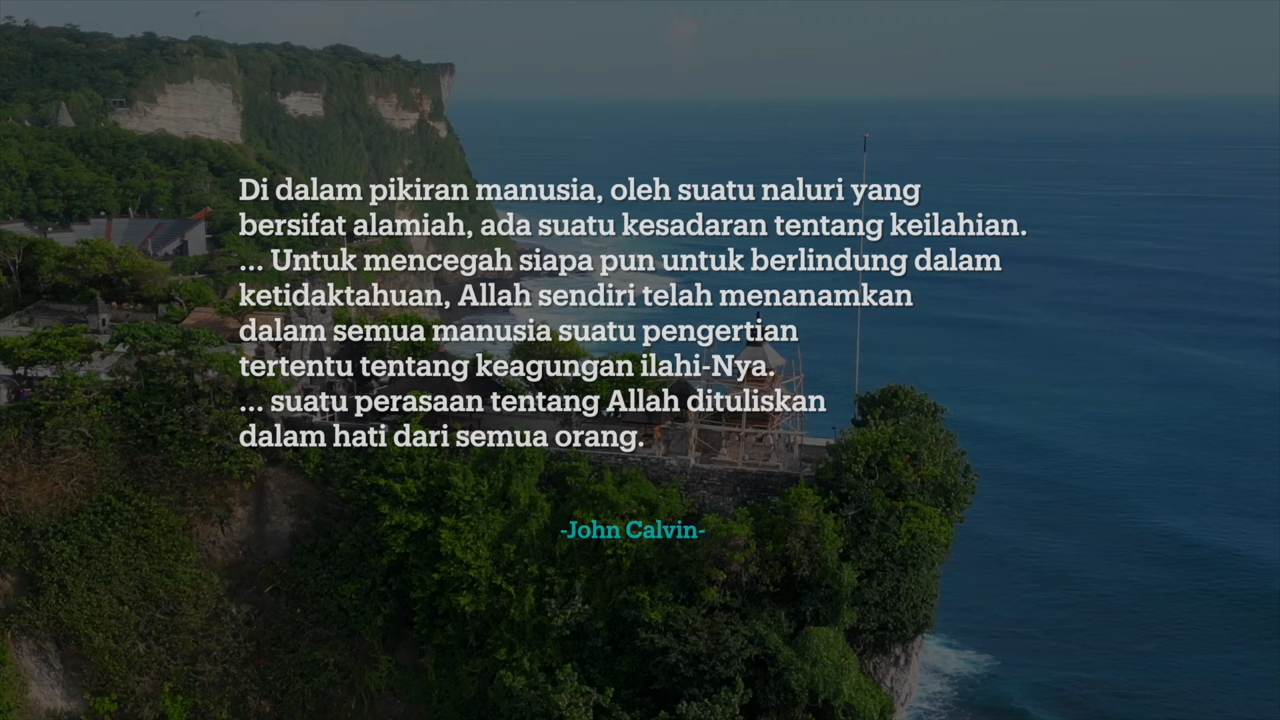 Di dalam pikiran manusia, oleh suatu naluri yang
bersifat alamiah, ada suatu kesadaran tentang keilahian.
... Untuk mencegah siapa pun untuk berlindung dalam
ketidaktahuan, Allah sendiri telah menanamkan
dalam semua manusia suatu pengertian
tertentu tentang keagungan ilahi-Nya.
... suatu perasaan tentang Allah dituliskan
dalam hati dari semua orang.
-John Calvin-